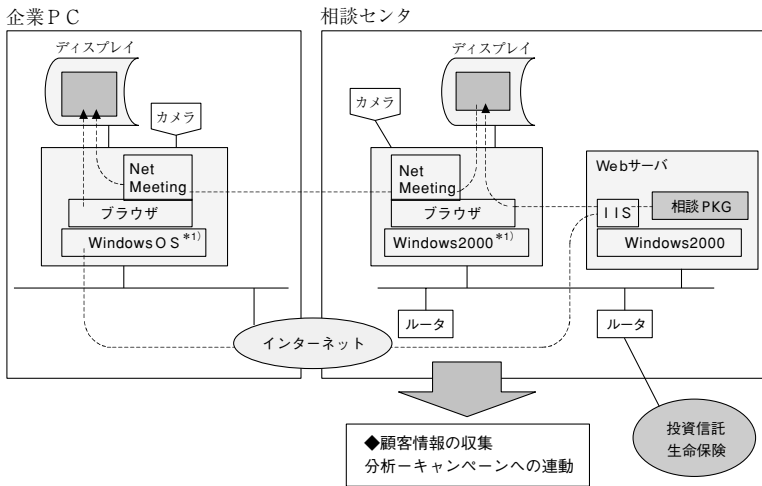 企業PC
相談センタ
ディスプレイ
ディスプレイ
カメラ
カメラ
Net
Meeting
ブラウザ
WindowsOS*1)
Net
Meeting
ブラウザ
Windows2000*1)
Webサーバ
IIS
相談PKG
Windows2000
ルータ
ルータ
インターネット
投資信託
生命保険
◆顧客情報の収集
分析－キャンペーンへの連動